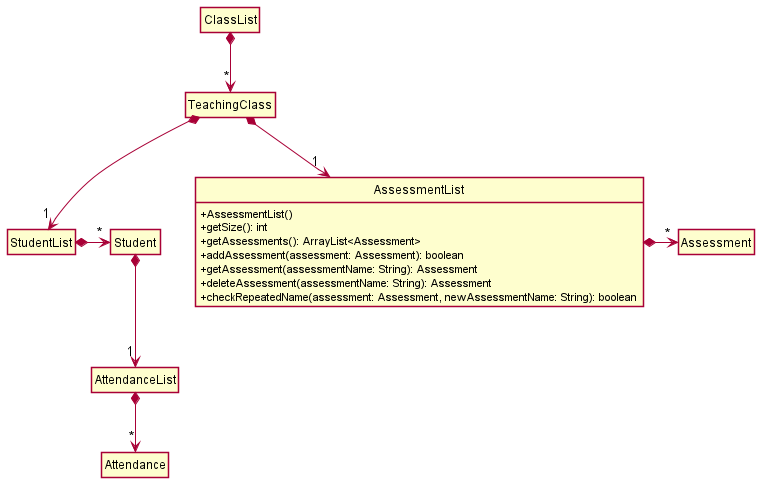 ClassList
*
TeachingClass
1
1
AssessmentList
+AssessmentList()
+getSize(): int
+getAssessments(): ArrayList<Assessment>
+addAssessment(assessment: Assessment): boolean
+getAssessment(assessmentName: String): Assessment
+deleteAssessment(assessmentName: String): Assessment
+checkRepeatedName(assessment: Assessment, newAssessmentName: String): boolean
StudentList
*
Student
*
Assessment
1
AttendanceList
*
Attendance